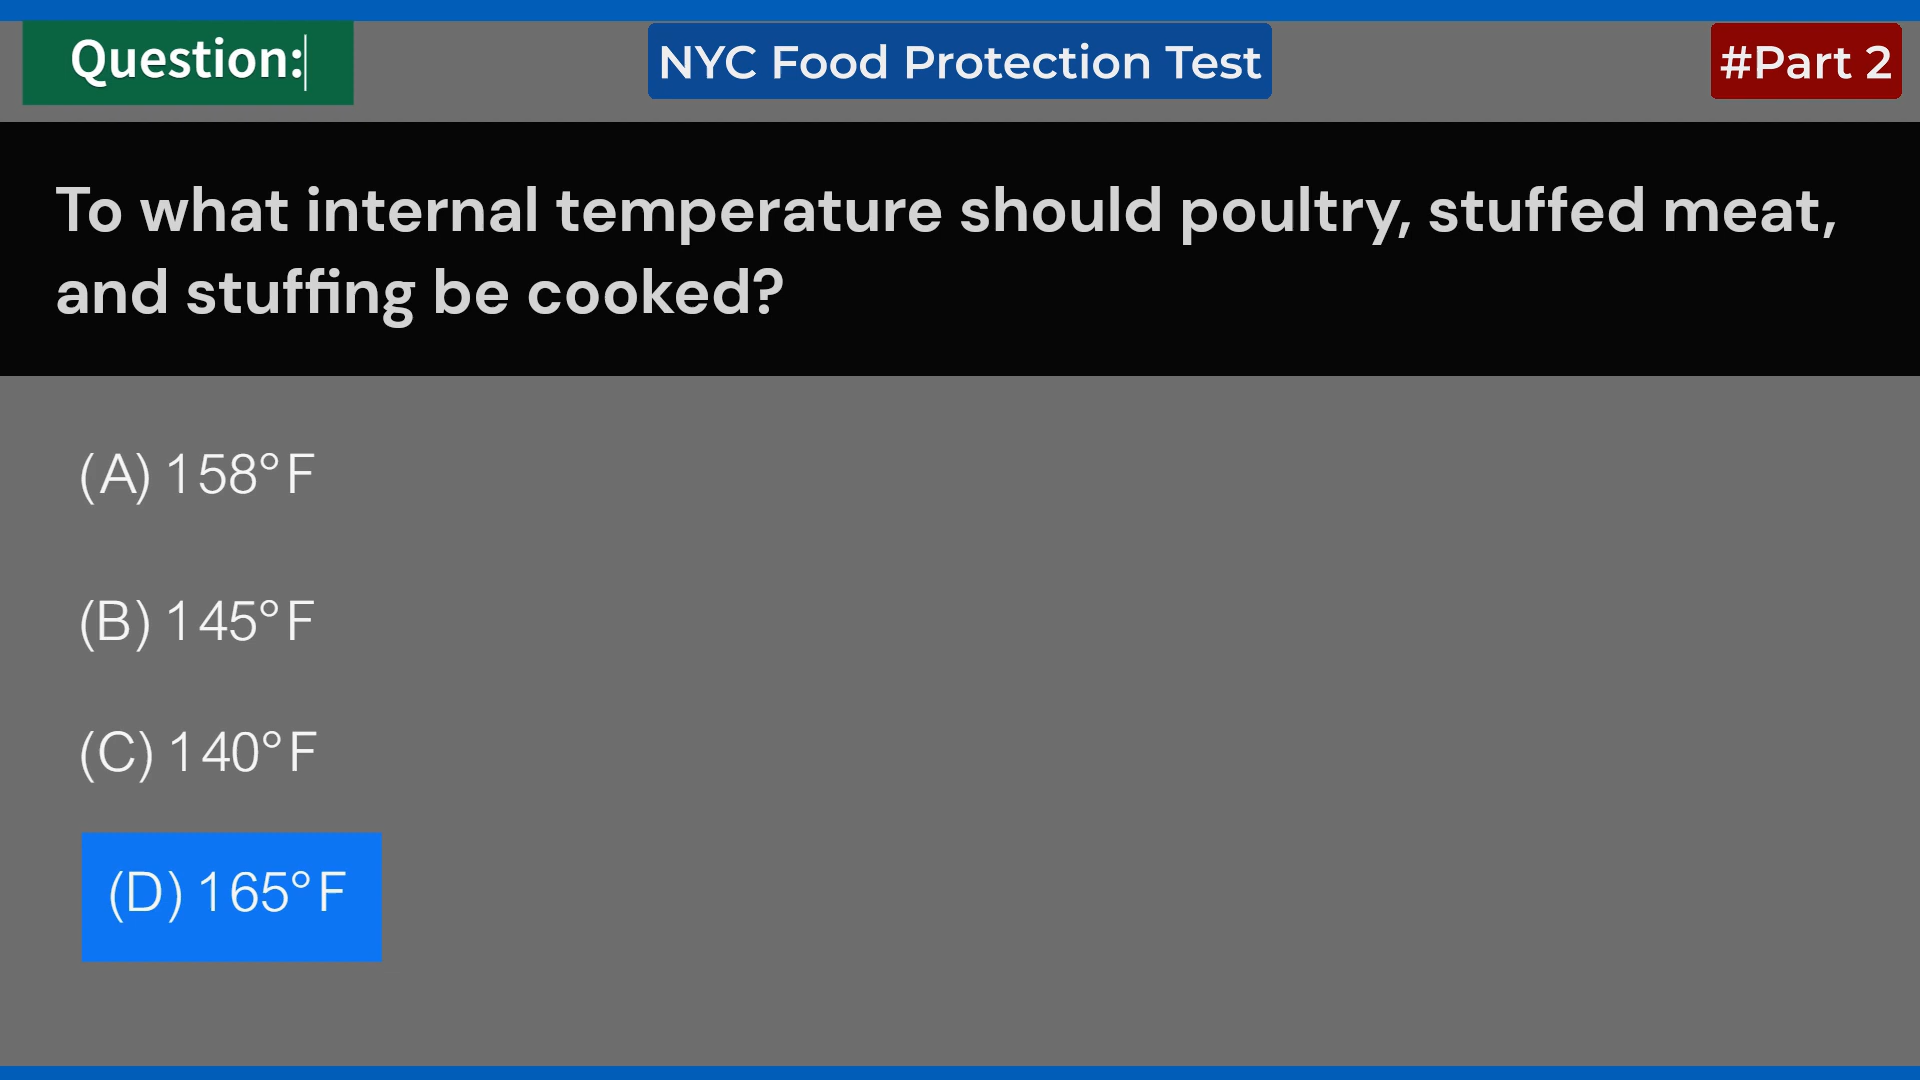 Question:
NYC Food Protection Test
#Part 2
To what internal temperature should poultry, stuffed meat,
and stuffing be cooked?
(A) 158°F
(B) 145°F
(C) 140°F
(D) 165°F